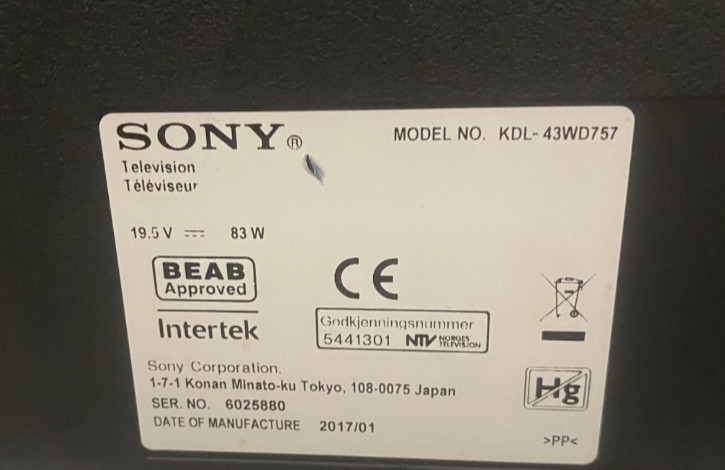 SONY®
MODEL NO. KDL-43WD757
Television
Téléviseur
19.5 V 83 W
BEAB
Approved
CE
Intertek
Godkjenningsnummer
5441301 NTV NORGES TELEVISJON
Sony Corporation.
1-7-1 Konan Minato-ku Tokyo, 108-0075 Japan
SER. NO. 6025880
DATE OF MANUFACTURE 2017/01
Hg
>PP<